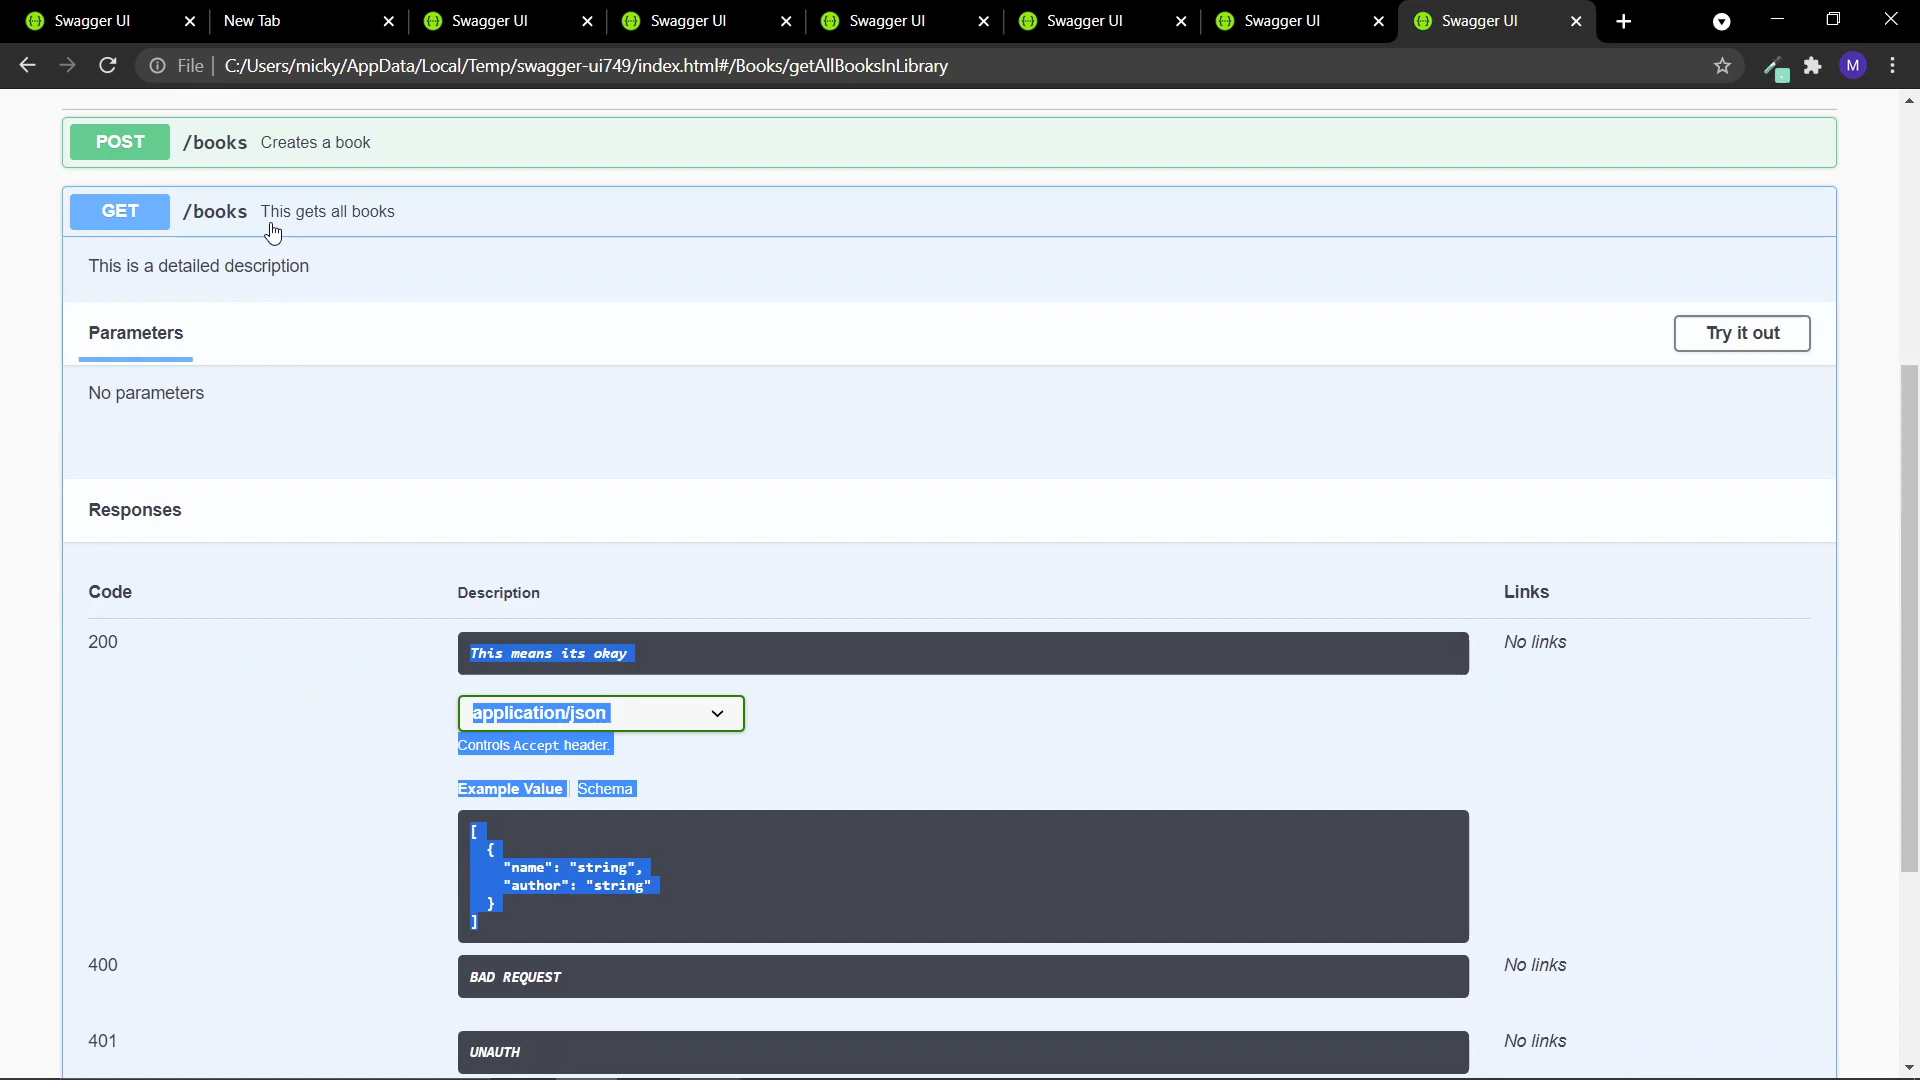 Swagger UI
New Tab
Swagger UI
Swagger UI
Swagger UI
Swagger UI
Swagger UI
Swagger UI
File
C:/Users/micky/AppData/Local/Temp/swagger-ui749/index.html#/Books/getAllBooksInLibrary
M
POST /books Creates a book
GET /books This gets all books
This is a detailed description
Parameters
Try it out
No parameters
Responses
Code Description Links
200 This means its okay No links
application/json
Controls Accept header.
Example Value Schema
[
{
"name": "string",
"author": "string"
}
]
400 BAD REQUEST No links
401 UNAUTH No links